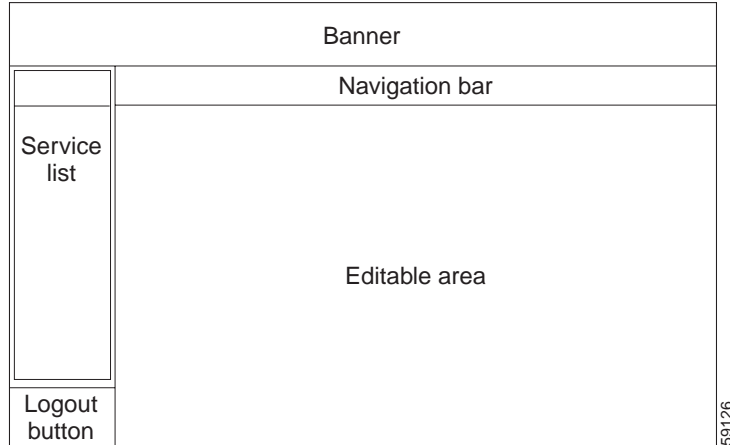 Banner
Navigation bar
Service
list
Editable area
Logout
button
59126